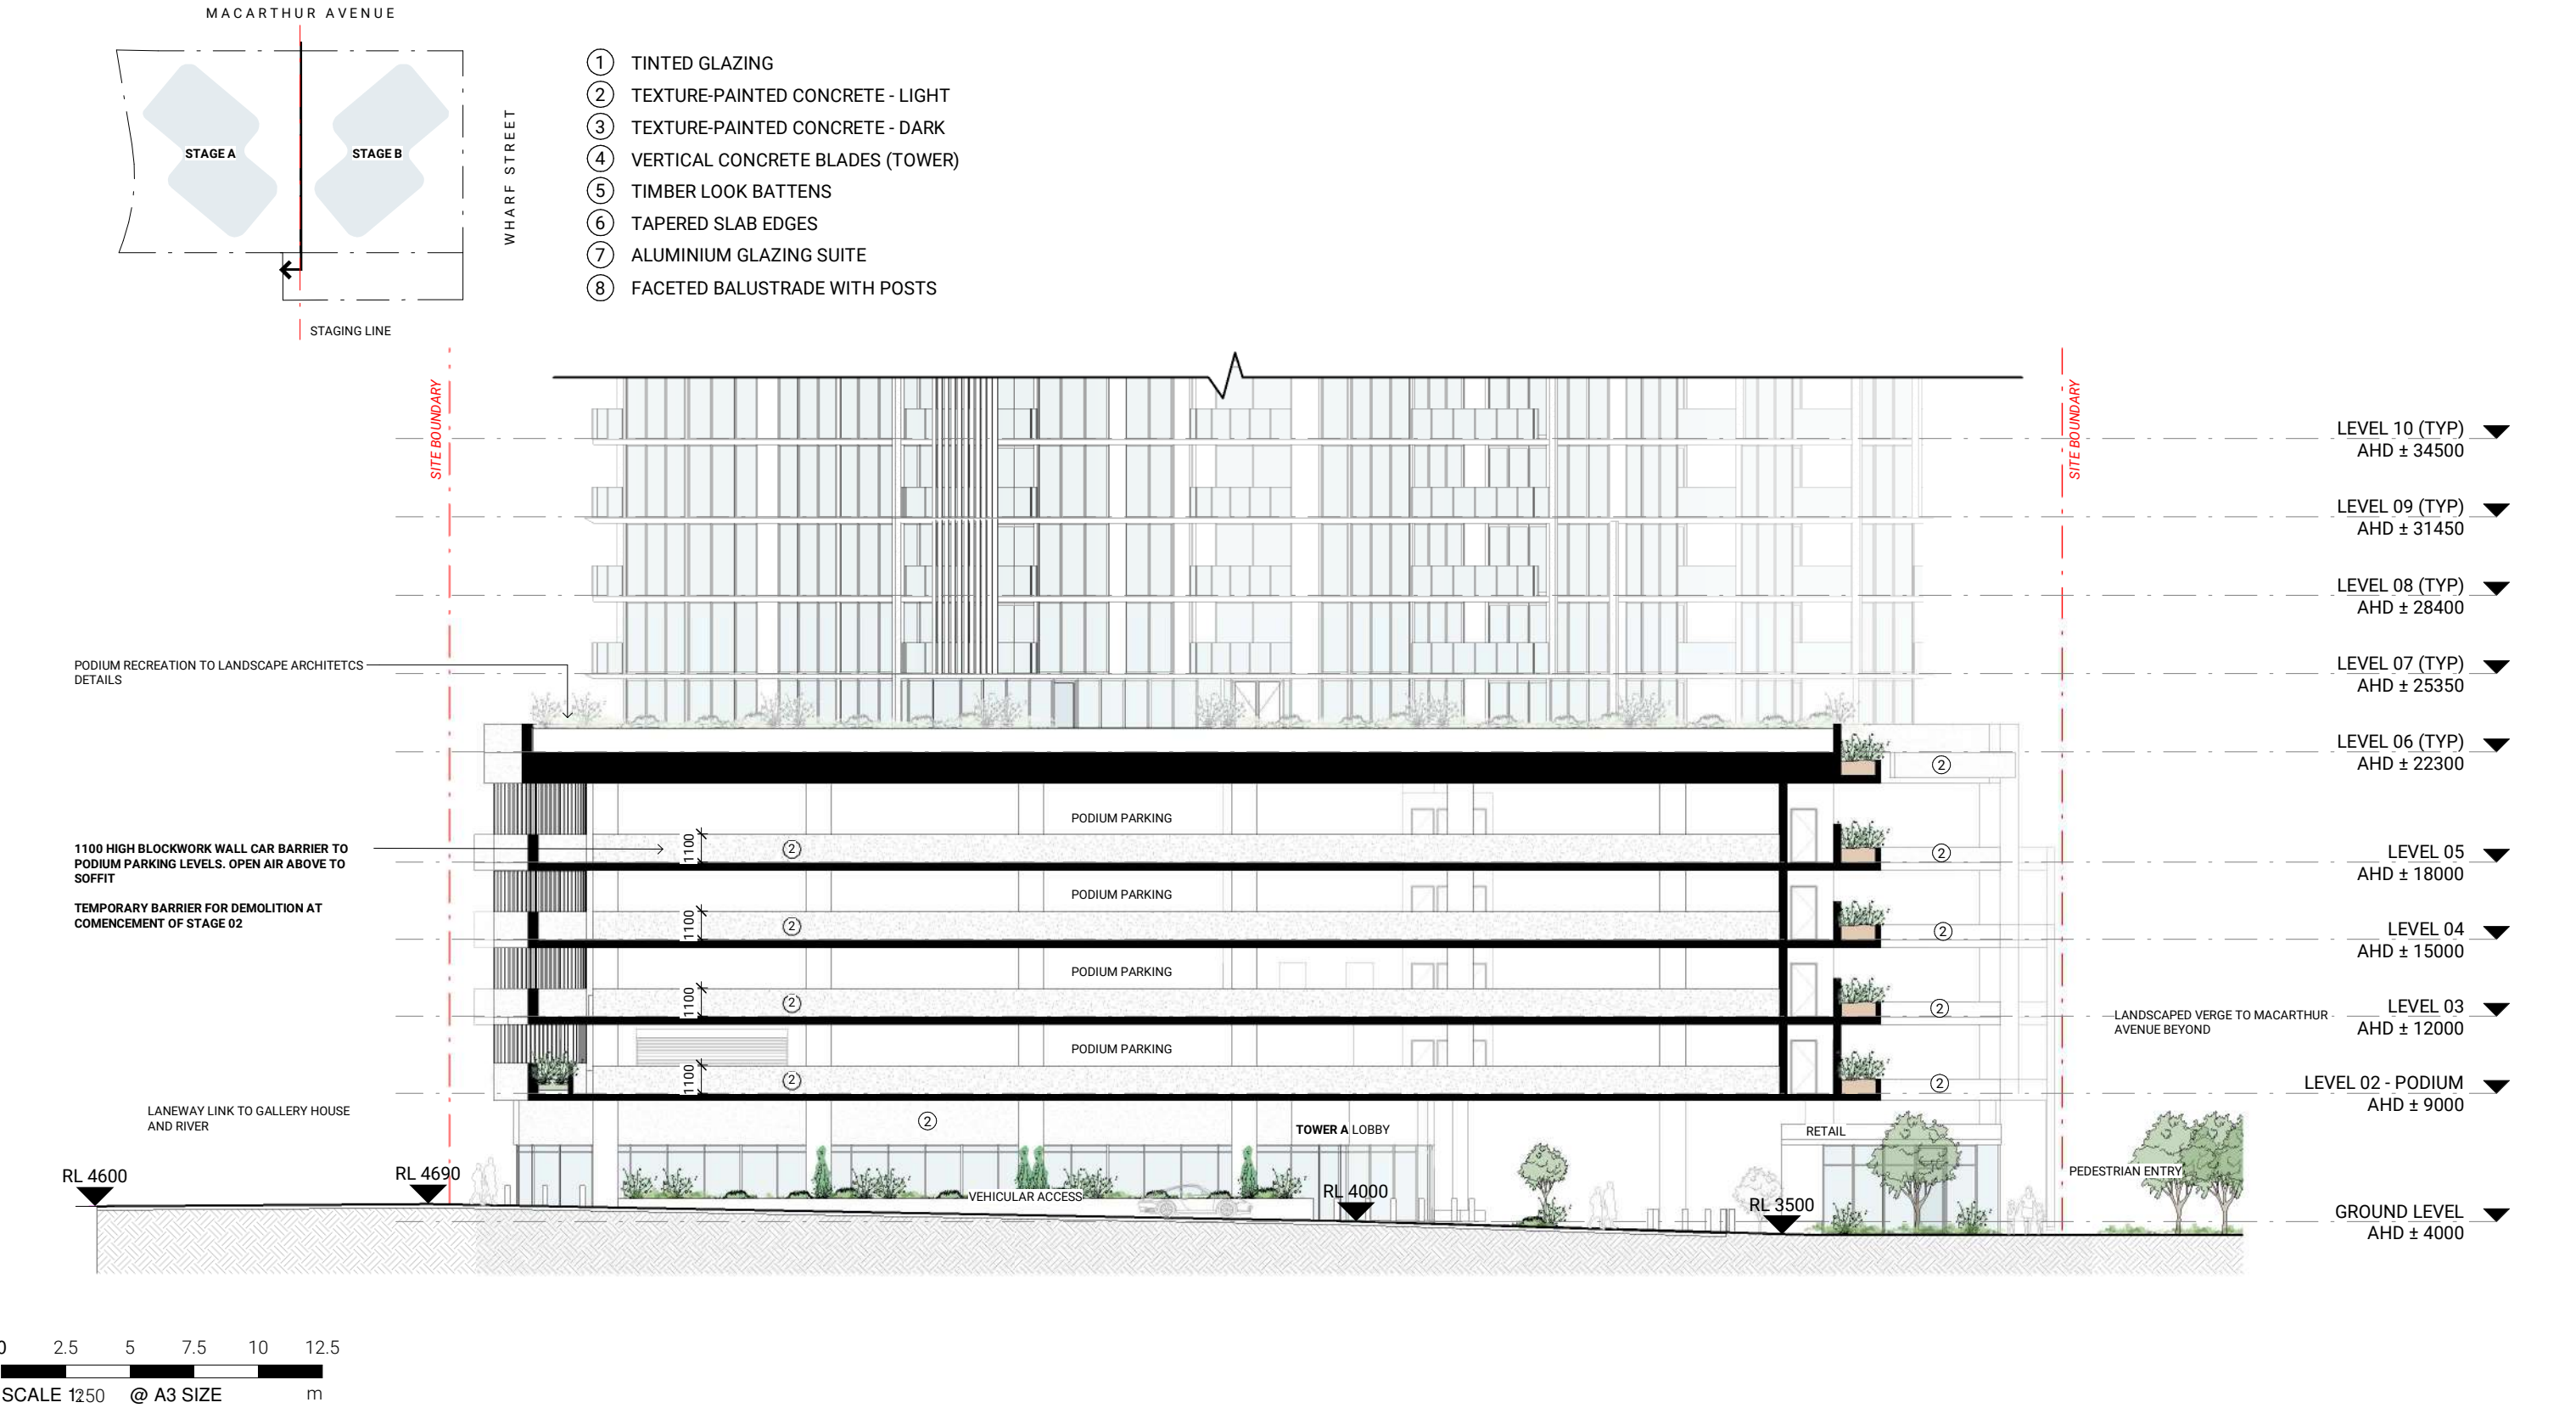 MACARTHUR AVENUE
STAGE A
STAGE B
WHARF STREET
STAGING LINE
1 TINTED GLAZING
2 TEXTURE-PAINTED CONCRETE - LIGHT
3 TEXTURE-PAINTED CONCRETE - DARK
4 VERTICAL CONCRETE BLADES (TOWER)
5 TIMBER LOOK BATTENS
6 TAPERED SLAB EDGES
7 ALUMINIUM GLAZING SUITE
8 FACETED BALUSTRADE WITH POSTS
SITE BOUNDARY
SITE BOUNDARY
LEVEL 10 (TYP)
AHD ± 34500
LEVEL 09 (TYP)
AHD ± 31450
LEVEL 08 (TYP)
AHD ± 28400
LEVEL 07 (TYP)
AHD ± 25350
PODIUM RECREATION TO LANDSCAPE ARCHITETCS
DETAILS
LEVEL 06 (TYP)
AHD ± 22300
2
PODIUM PARKING
1100 HIGH BLOCKWORK WALL CAR BARRIER TO
PODIUM PARKING LEVELS. OPEN AIR ABOVE TO
SOFFIT
TEMPORARY BARRIER FOR DEMOLITION AT
COMENCEMENT OF STAGE 02
1100
2
2
LEVEL 05
AHD ± 18000
PODIUM PARKING
1100
2
2
LEVEL 04
AHD ± 15000
PODIUM PARKING
1100
2
2
LEVEL 03
AHD ± 12000
LANDSCAPED VERGE TO MACARTHUR
AVENUE BEYOND
PODIUM PARKING
1100
2
2
LEVEL 02 - PODIUM
AHD ± 9000
LANEWAY LINK TO GALLERY HOUSE
AND RIVER
2
TOWER A LOBBY
RETAIL
PEDESTRIAN ENTRY
RL 4600
RL 4690
VEHICULAR ACCESS
RL 4000
RL 3500
GROUND LEVEL
AHD ± 4000
0 2.5 5 7.5 10 12.5
SCALE 1:250 @ A3 SIZE m